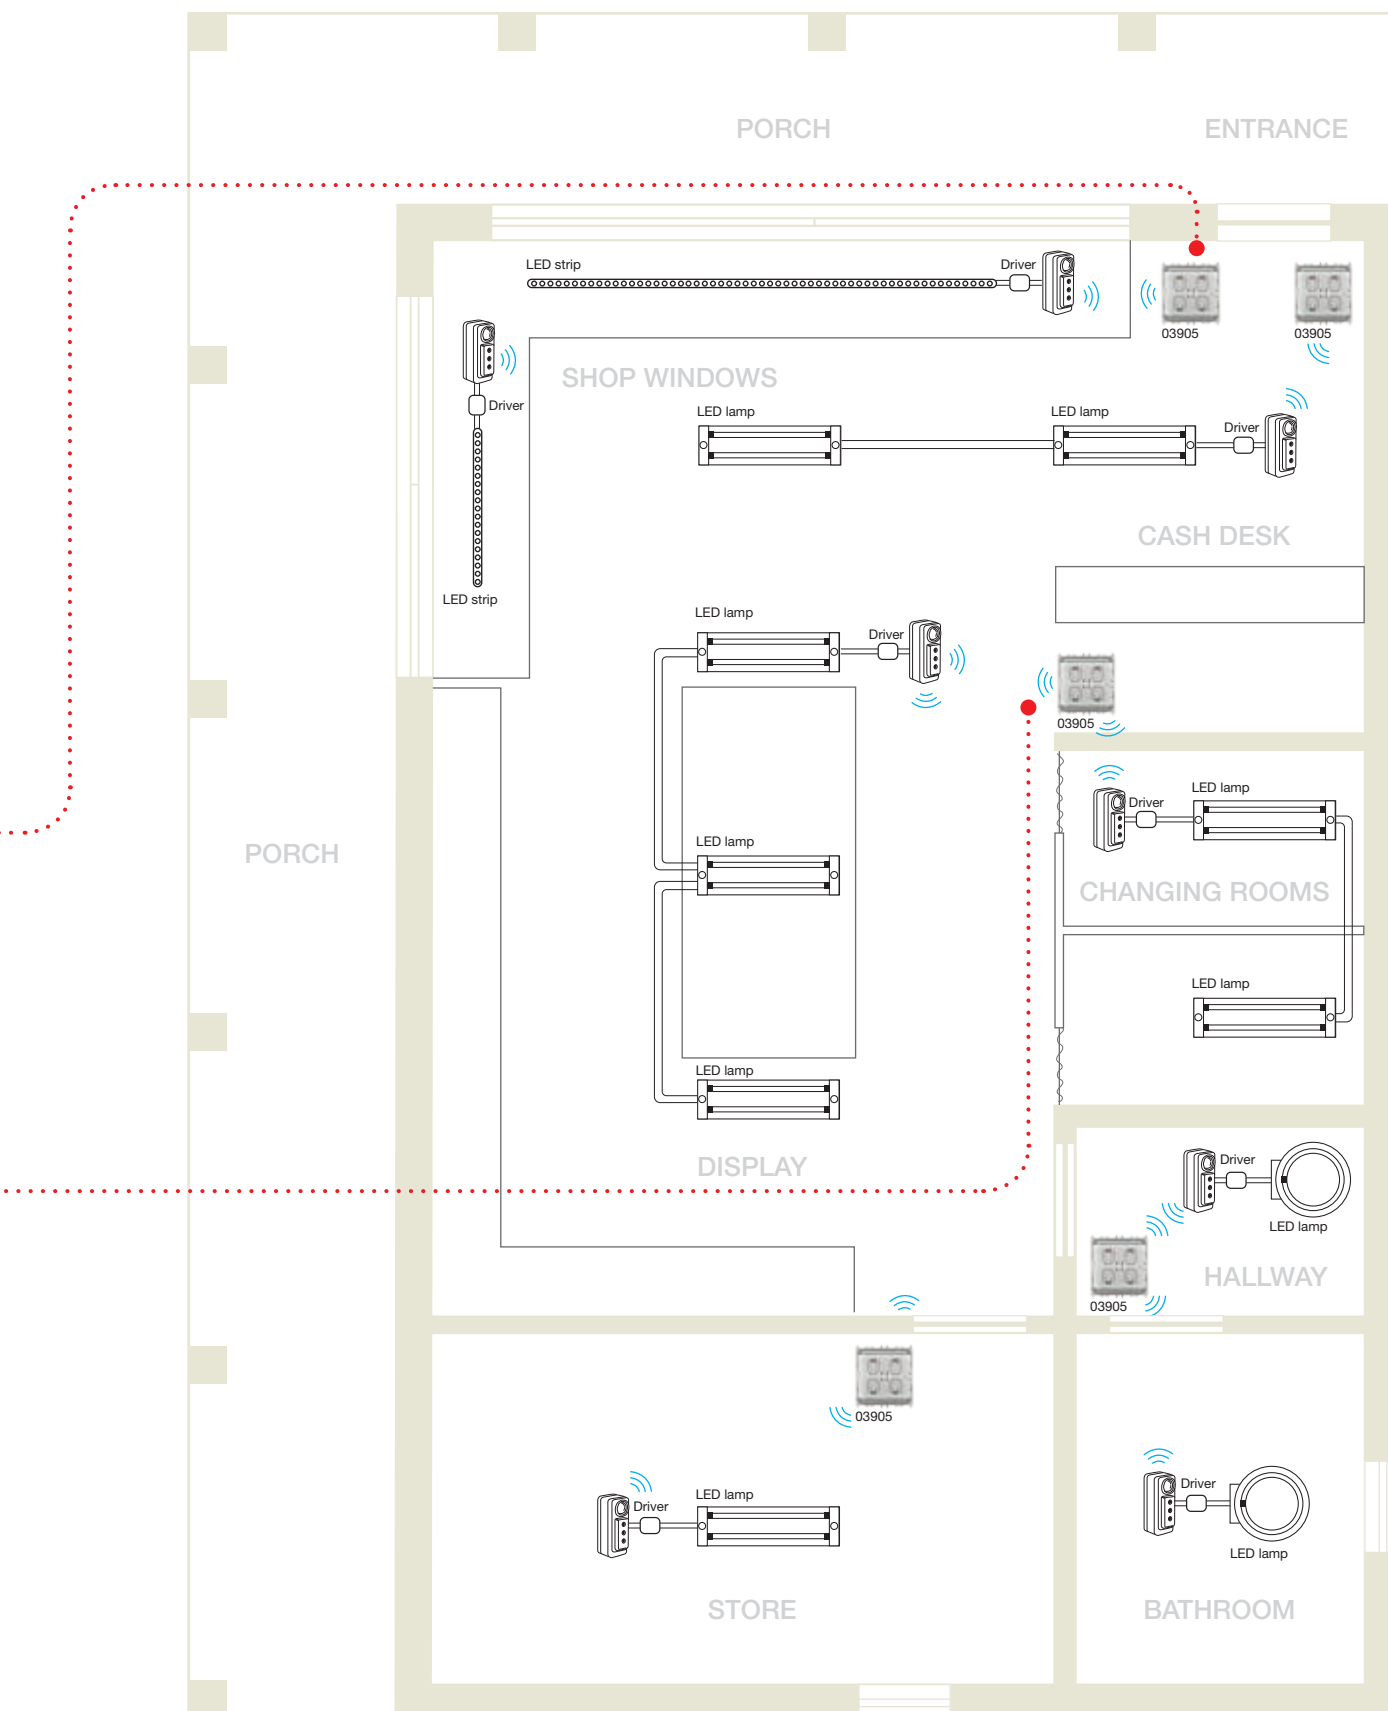 PORCH
ENTRANCE
LED strip
Driver
03905
03905
SHOP WINDOWS
Driver
LED lamp
LED lamp
Driver
CASH DESK
LED strip
LED lamp
Driver
03905
LED lamp
Driver
LED lamp
PORCH
CHANGING ROOMS
LED lamp
LED lamp
DISPLAY
Driver
LED lamp
HALLWAY
03905
03905
Driver
LED lamp
Driver
LED lamp
STORE
BATHROOM